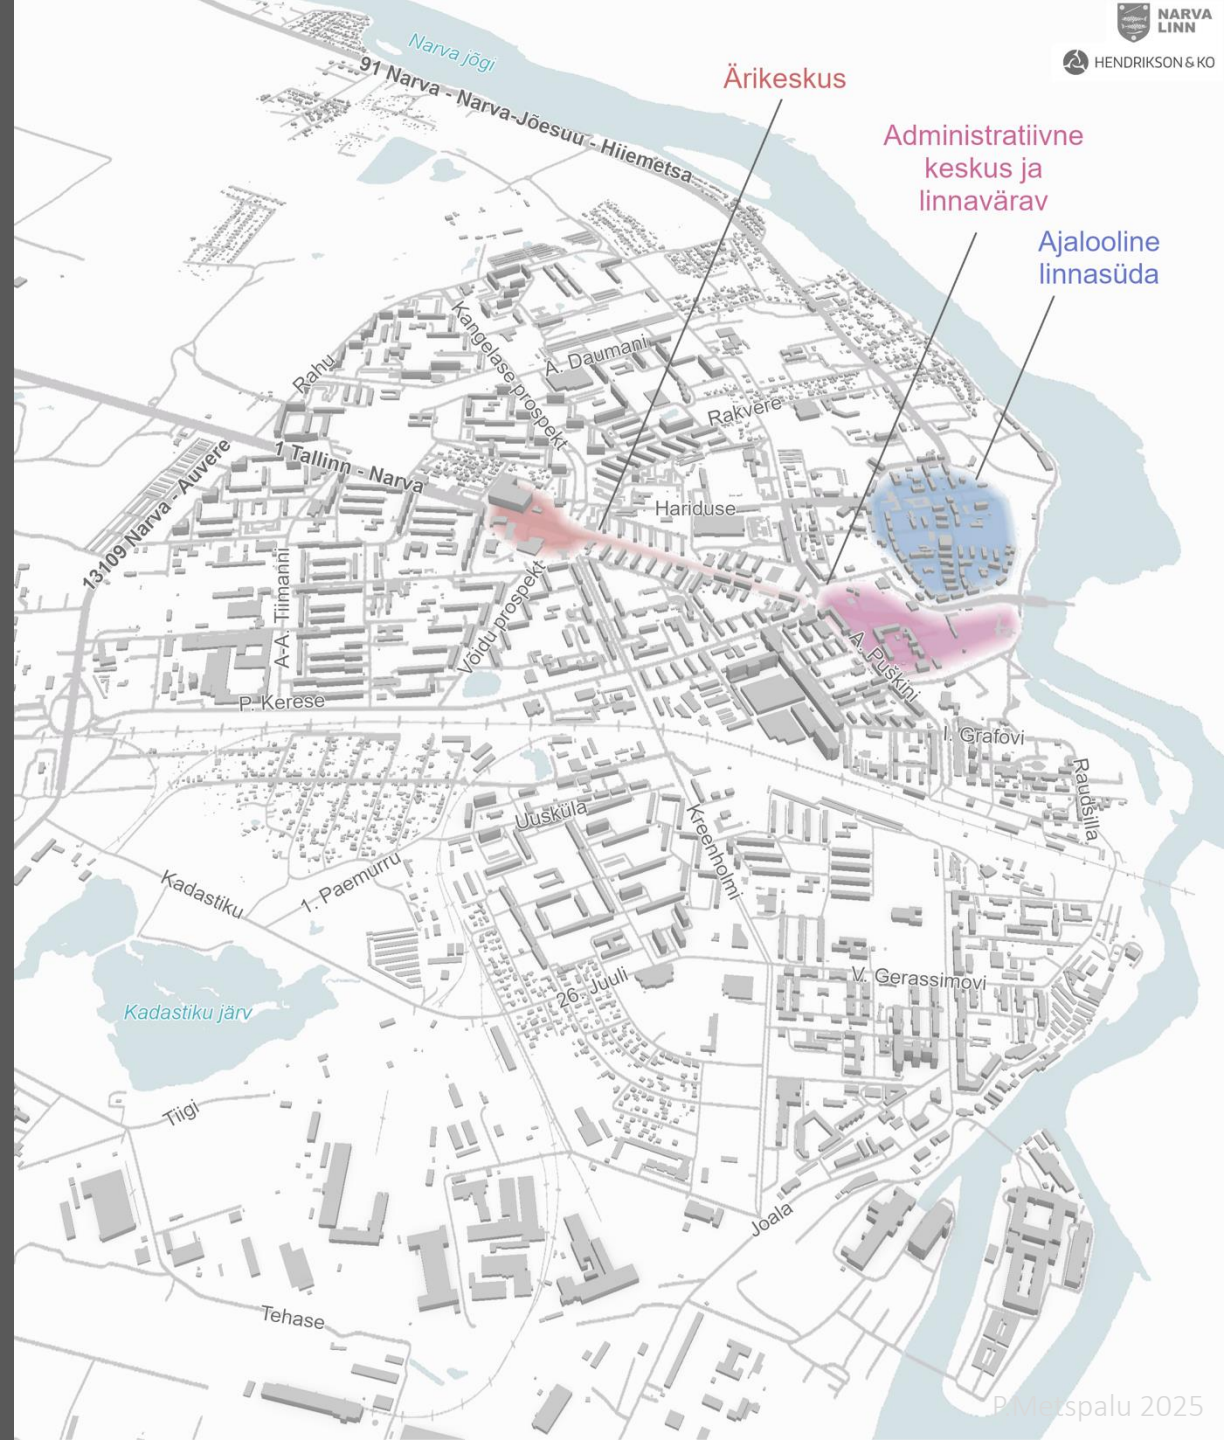 NARVA
LINN
HENDRIKSON & KO
Narva jõgi
91 Narva - Narva-Jõesuu - Hiiemetsa
Ärikeskus
Administratiivne
keskus ja
linnavärav
Ajalooline
linnasüda
Kangelase prospekt
A. Daumani
Rahu
Rakvere
1 Tallinn - Narva
13109 Narva - Auvere
Hariduse
A-A. Tiimanni
Võidu prospekt
A. Puškini
P. Kerese
I. Grafovi
Raudsilla
Uusküla
Kreenholmi
Kadastiku
1. Paemurru
26. Juuli
V. Gerassimovi
Kadastiku järv
Tiigi
Joala
Tehase
P.Metspalu 2025